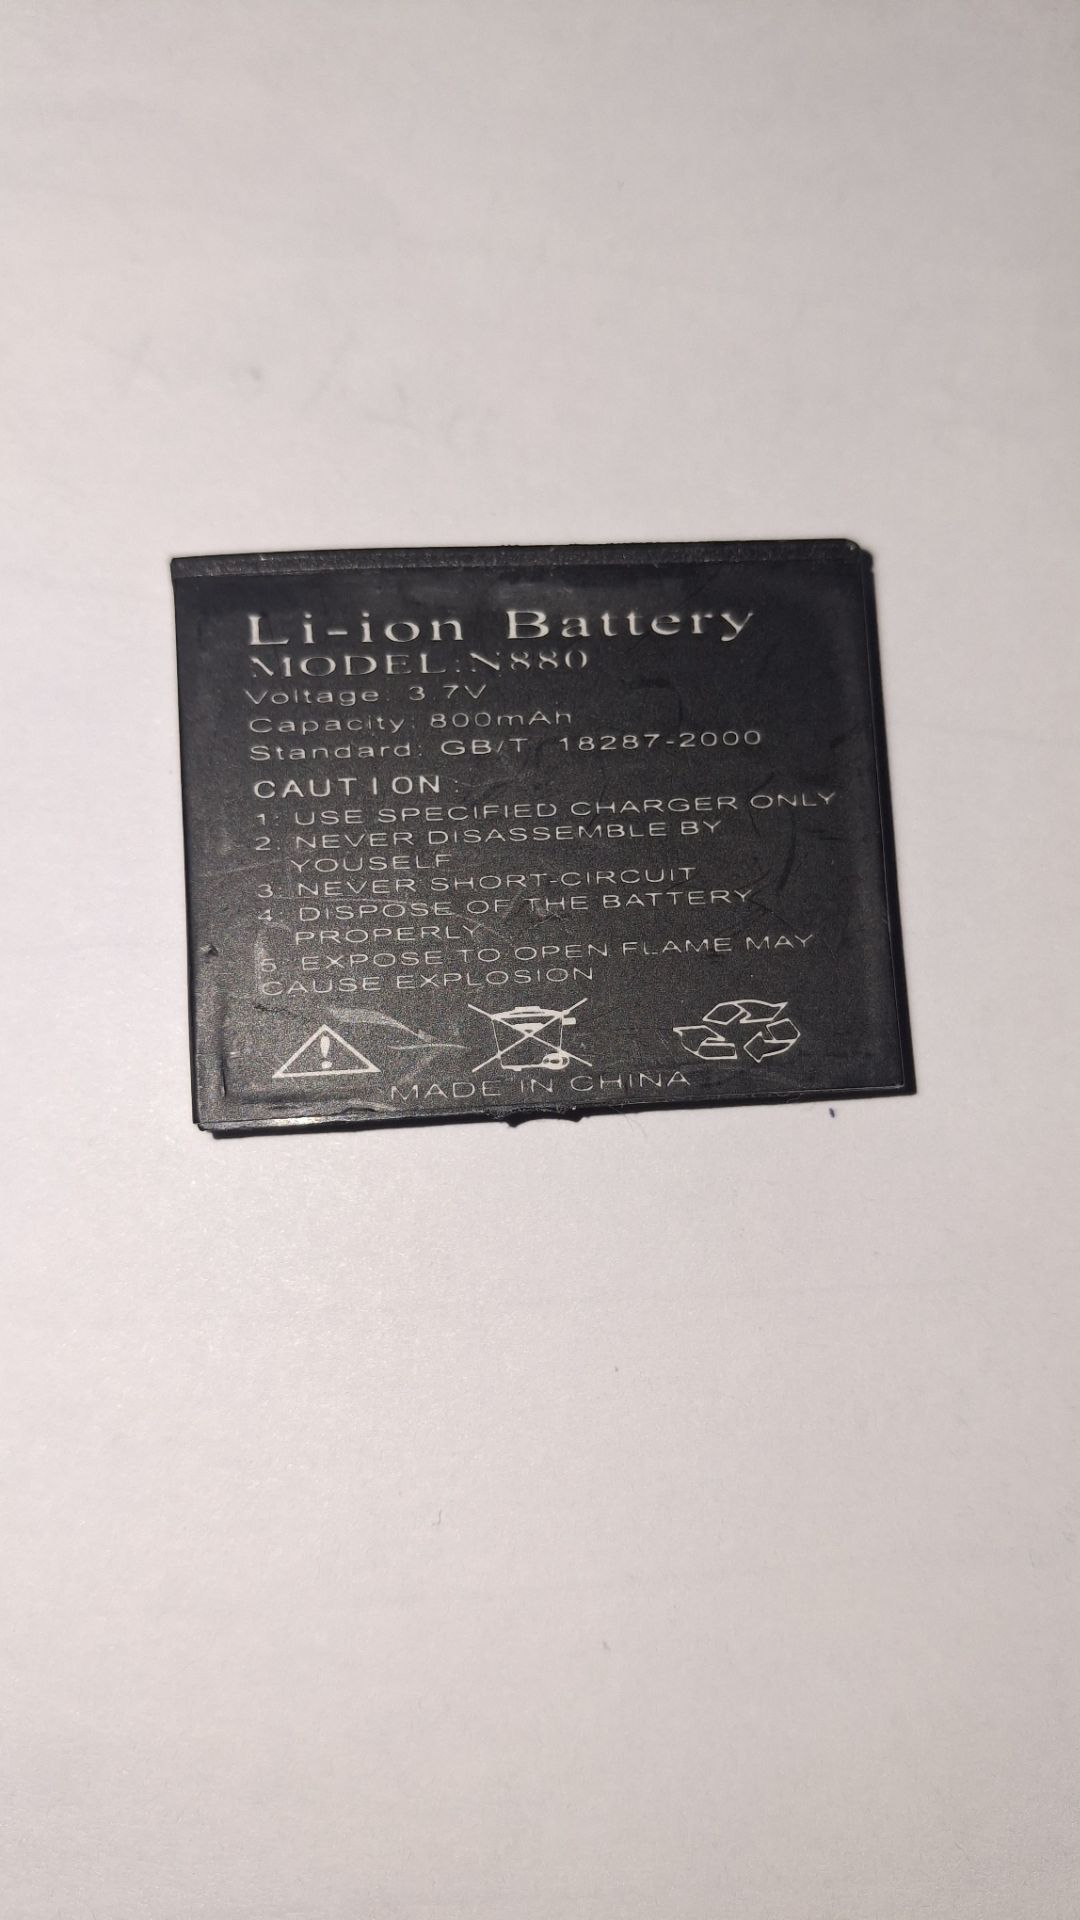 Li-ion Battery
MODEL:N880
Voltage: 3.7V
Capacity: 800mAh
Standard: GB/T 18287-2000
CAUTION:
1: USE SPECIFIED CHARGER ONLY
2: NEVER DISASSEMBLE BY
YOUSELF
3: NEVER SHORT-CIRCUIT
4: DISPOSE OF THE BATTERY
PROPERLY
5: EXPOSE TO OPEN FLAME MAY
CAUSE EXPLOSION
MADE IN CHINA